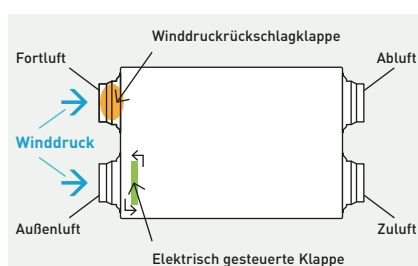 Winddruckrückschlagklappe
Fortluft
Abluft
Winddruck
Außenluft
Zuluft
Elektrisch gesteuerte Klappe